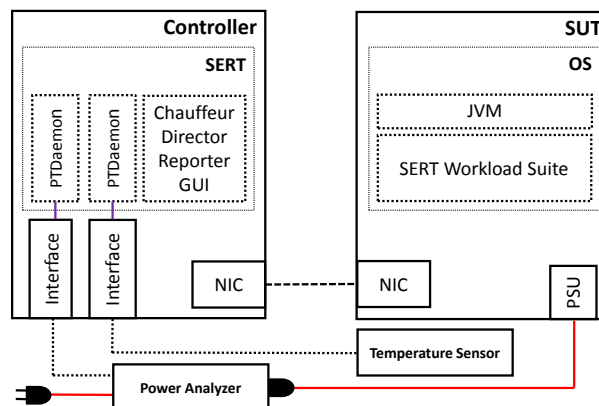 Controller
SERT
PTDaemon
PTDaemon
Chauffeur
Director
Reporter
GUI
Interface
Interface
NIC
SUT
OS
JVM
SERT Workload Suite
NIC
PSU
Temperature Sensor
Power Analyzer